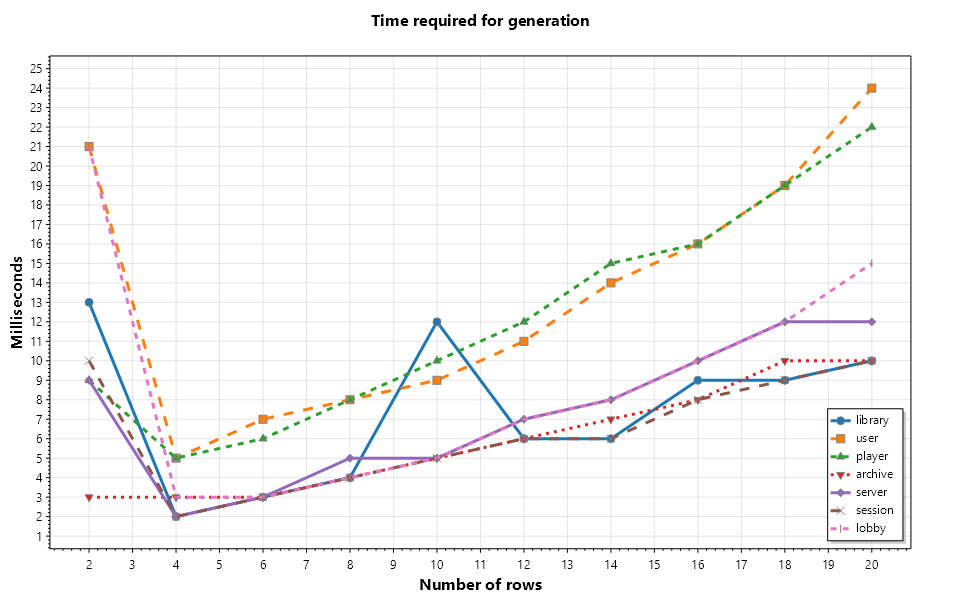 Time required for generation
Milliseconds
25
24
23
22
21
20
19
18
17
16
15
14
13
12
11
10
9
8
7
6
5
4
3
2
1
library
user
player
archive
server
session
lobby
2 3 4 5 6 7 8 9 10 11 12 13 14 15 16 17 18 19 20
Number of rows